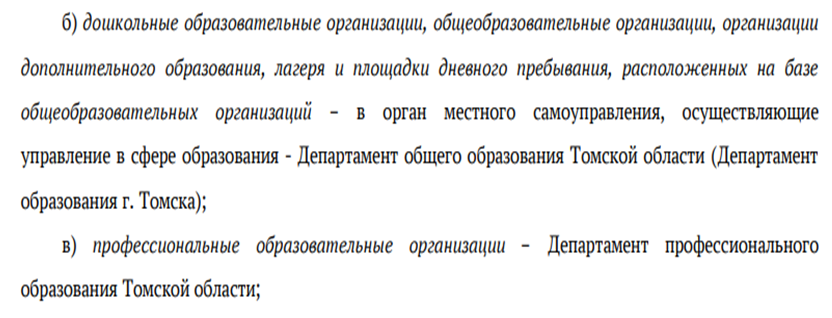 б) дошкольные образовательные организации, общеобразовательные организации, организации
дополнительного образования, лагеря и площадки дневного пребывания, расположенных на базе
общеобразовательных организаций – в орган местного самоуправления, осуществляющие
управление в сфере образования - Департамент общего образования Томской области (Департамент
образования г. Томска);
в) профессиональные образовательные организации – Департамент профессионального
образования Томской области;